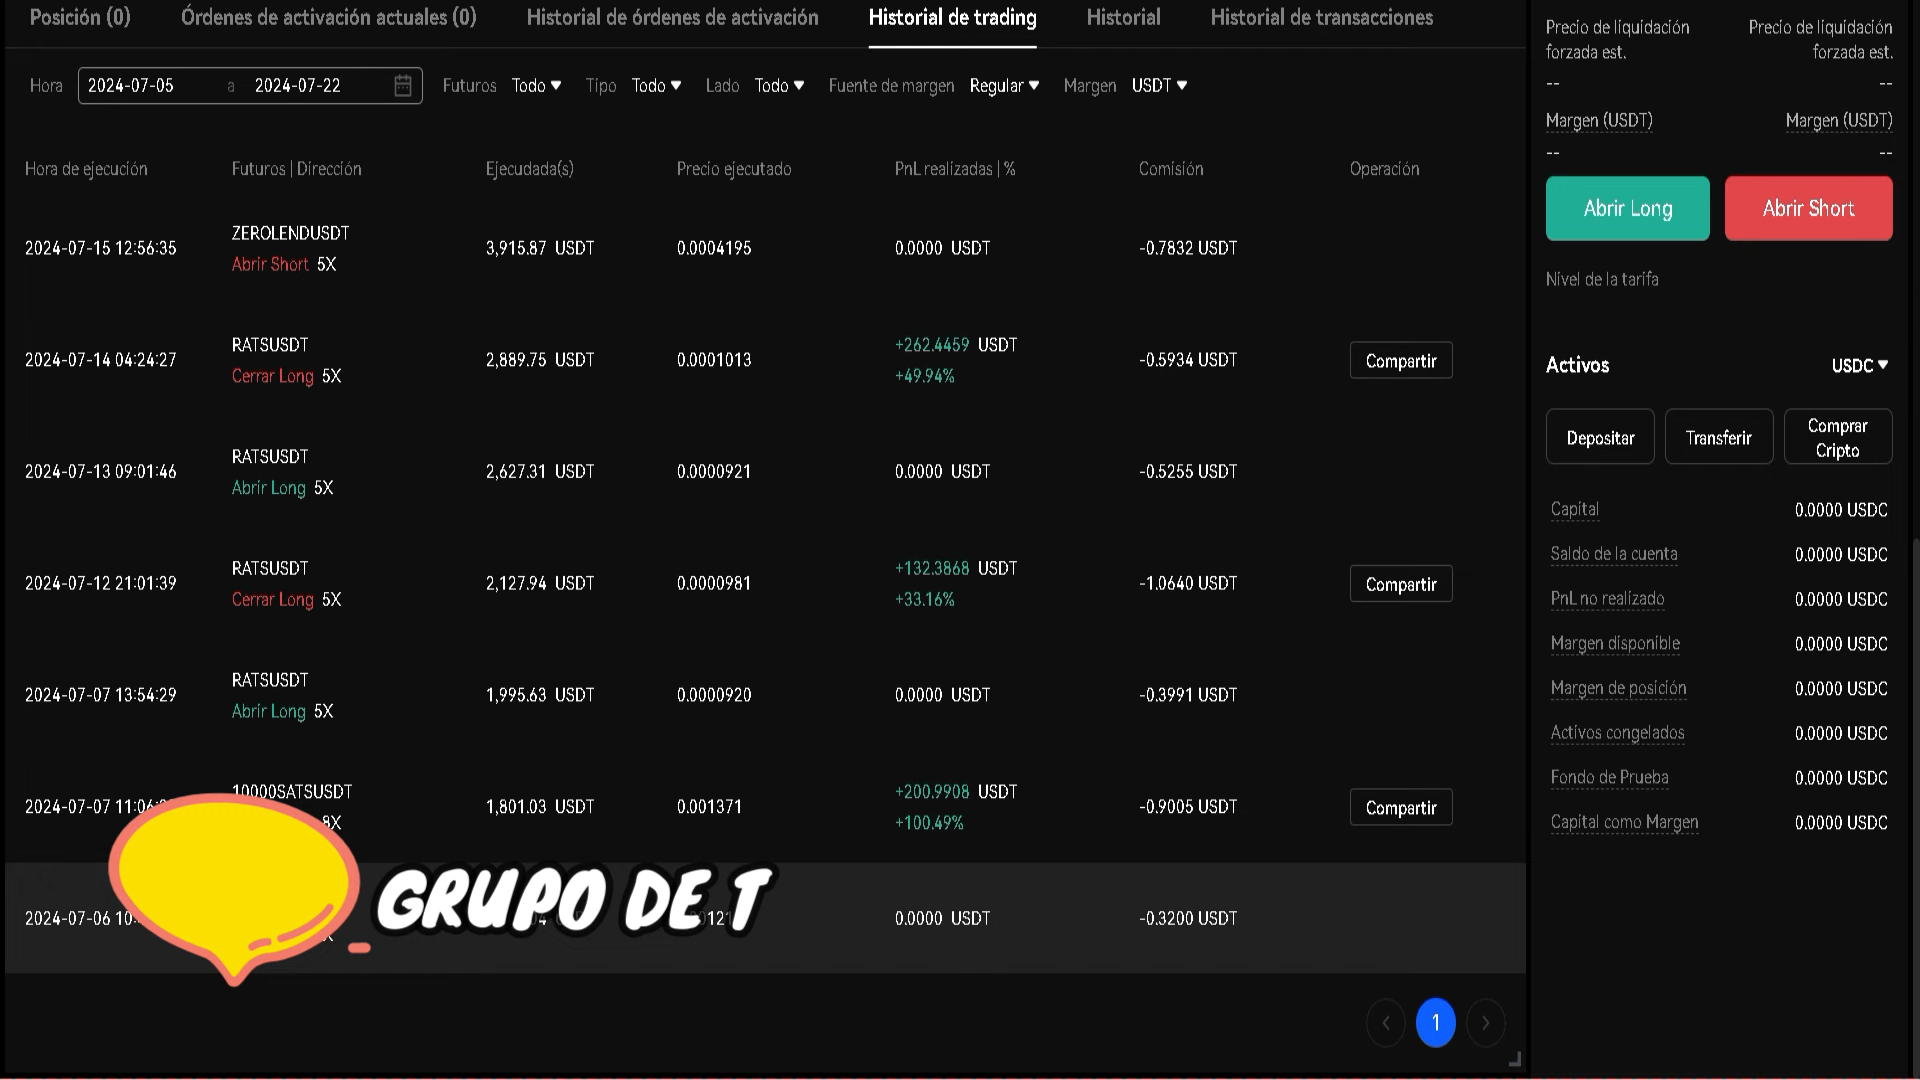 Posición (0) Órdenes de activación actuales (0) Historial de órdenes de activación Historial de trading Historial Historial de transacciones
Hora 2024-07-05 a 2024-07-22 Futuros Todo Tipo Todo Lado Todo Fuente de margen Regular Margen USDT
Hora de ejecución Futuros | Dirección Ejecudada(s) Precio ejecutado PnL realizadas | % Comisión Operación
2024-07-15 12:56:35 ZEROLENDUSDT 3,915.87 USDT 0.0004195 0.0000 USDT -0.7832 USDT
Abrir Short 5X
2024-07-14 04:24:27 RATSUSDT 2,889.75 USDT 0.0001013 +262.4459 USDT -0.5934 USDT Compartir
Cerrar Long 5X +49.94%
2024-07-13 09:01:46 RATSUSDT 2,627.31 USDT 0.0000921 0.0000 USDT -0.5255 USDT
Abrir Long 5X
2024-07-12 21:01:39 RATSUSDT 2,127.94 USDT 0.0000981 +132.3868 USDT -1.0640 USDT Compartir
Cerrar Long 5X +33.16%
2024-07-07 13:54:29 RATSUSDT 1,995.63 USDT 0.0000920 0.0000 USDT -0.3991 USDT
Abrir Long 5X
2024-07-07 11:06: 10000SATSUSDT 1,801.03 USDT 0.001371 +200.9908 USDT -0.9005 USDT Compartir
8X +100.49%
2024-07-06 10: 0.0000 USDT -0.3200 USDT
GRUPO DE T
1
Precio de liquidación forzada est. Precio de liquidación forzada est.
-- --
Margen (USDT) Margen (USDT)
-- --
Abrir Long Abrir Short
Nivel de la tarifa
Activos USDC
Depositar Transferir Comprar Cripto
Capital 0.0000 USDC
Saldo de la cuenta 0.0000 USDC
PnL no realizado 0.0000 USDC
Margen disponible 0.0000 USDC
Margen de posición 0.0000 USDC
Activos congelados 0.0000 USDC
Fondo de Prueba 0.0000 USDC
Capital como Margen 0.0000 USDC